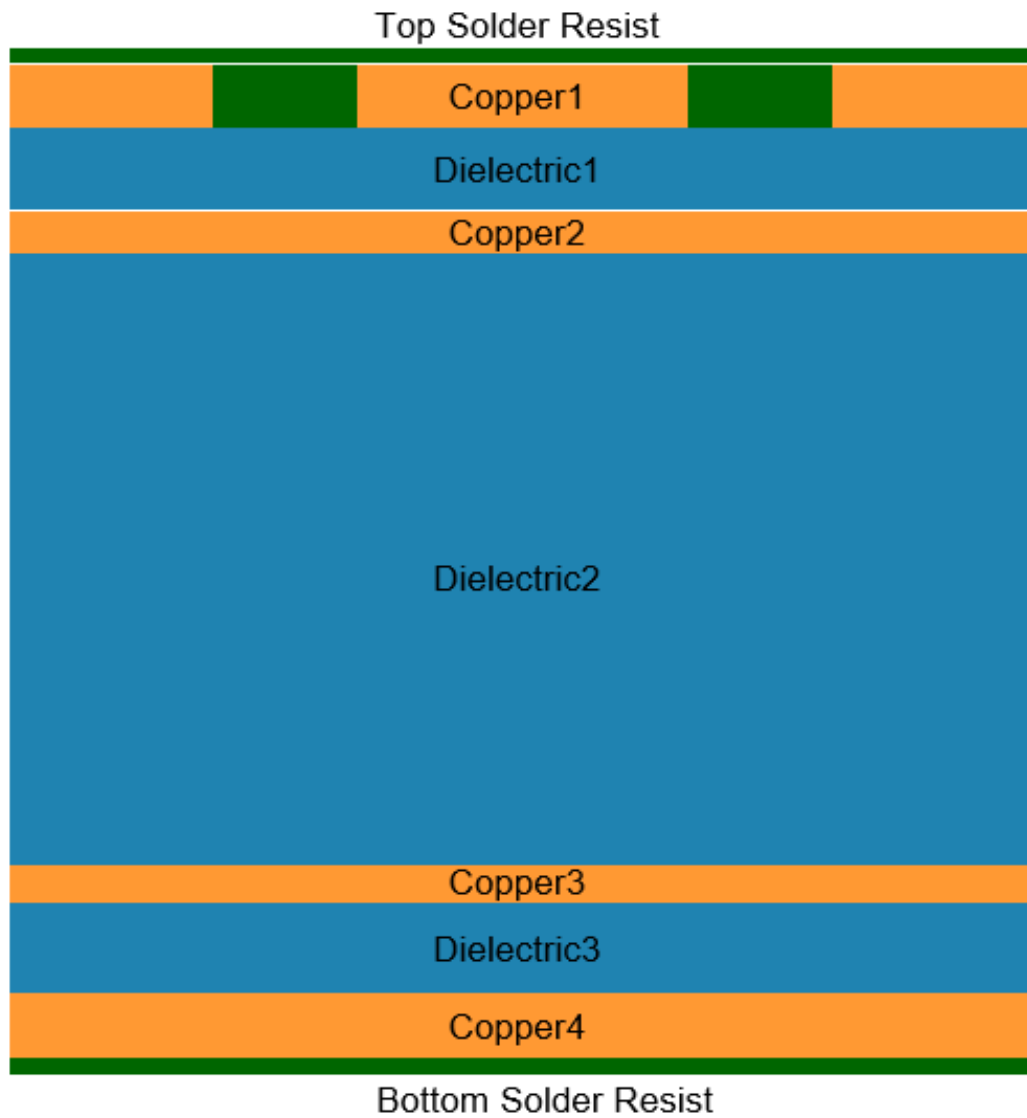 Top Solder Resist
Copper1
Dielectric1
Copper2
Dielectric2
Copper3
Dielectric3
Copper4
Bottom Solder Resist